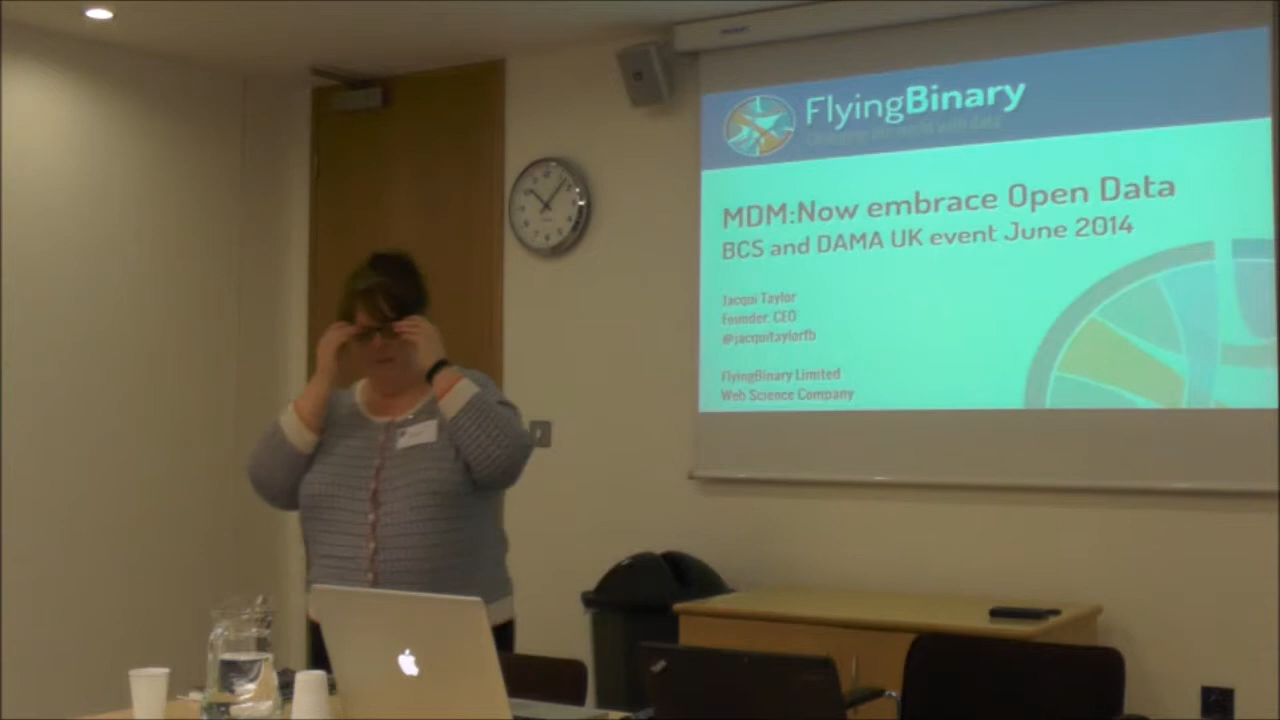 FlyingBinary
MDM:Now embrace Open Data
BCS and DAMA UK event June 2014
Jacqui Taylor
Founder, CEO
@jacquitaylorfb
FlyingBinary Limited
Web Science Company